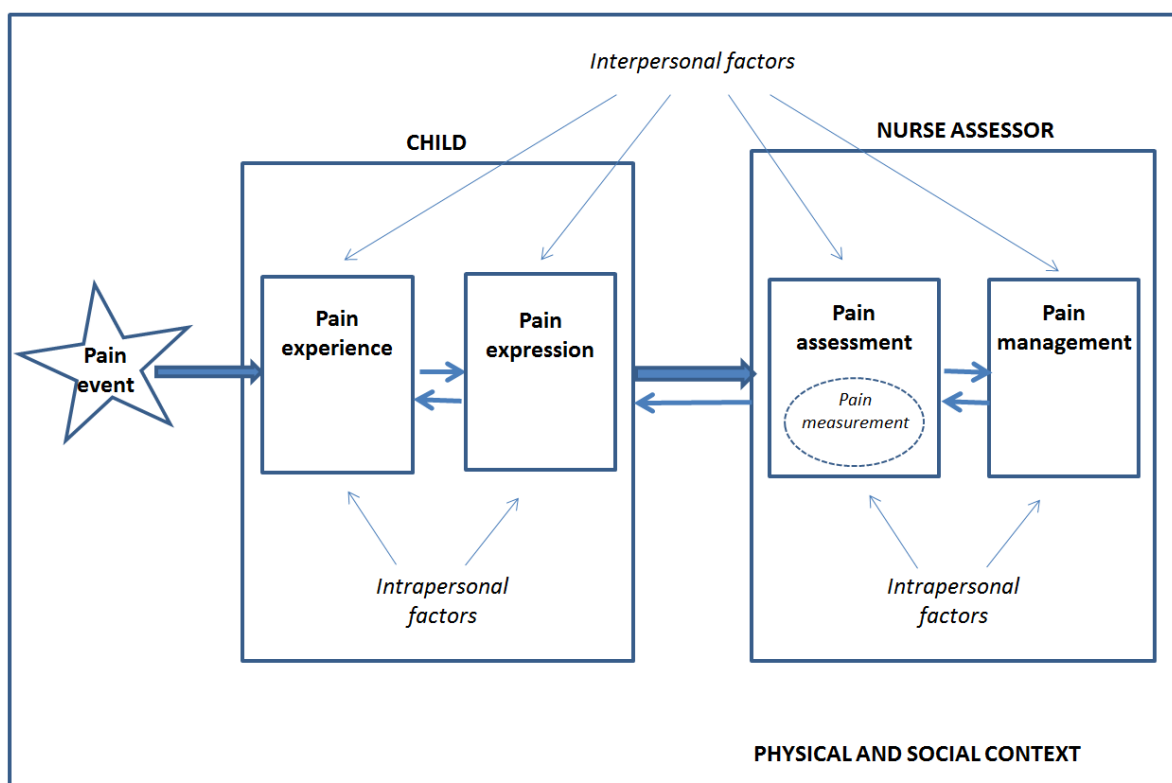 Interpersonal factors
CHILD
NURSE ASSESSOR
Pain
event
Pain
experience
Pain
expression
Pain
assessment
Pain
measurement
Pain
management
Intrapersonal
factors
Intrapersonal
factors
PHYSICAL AND SOCIAL CONTEXT